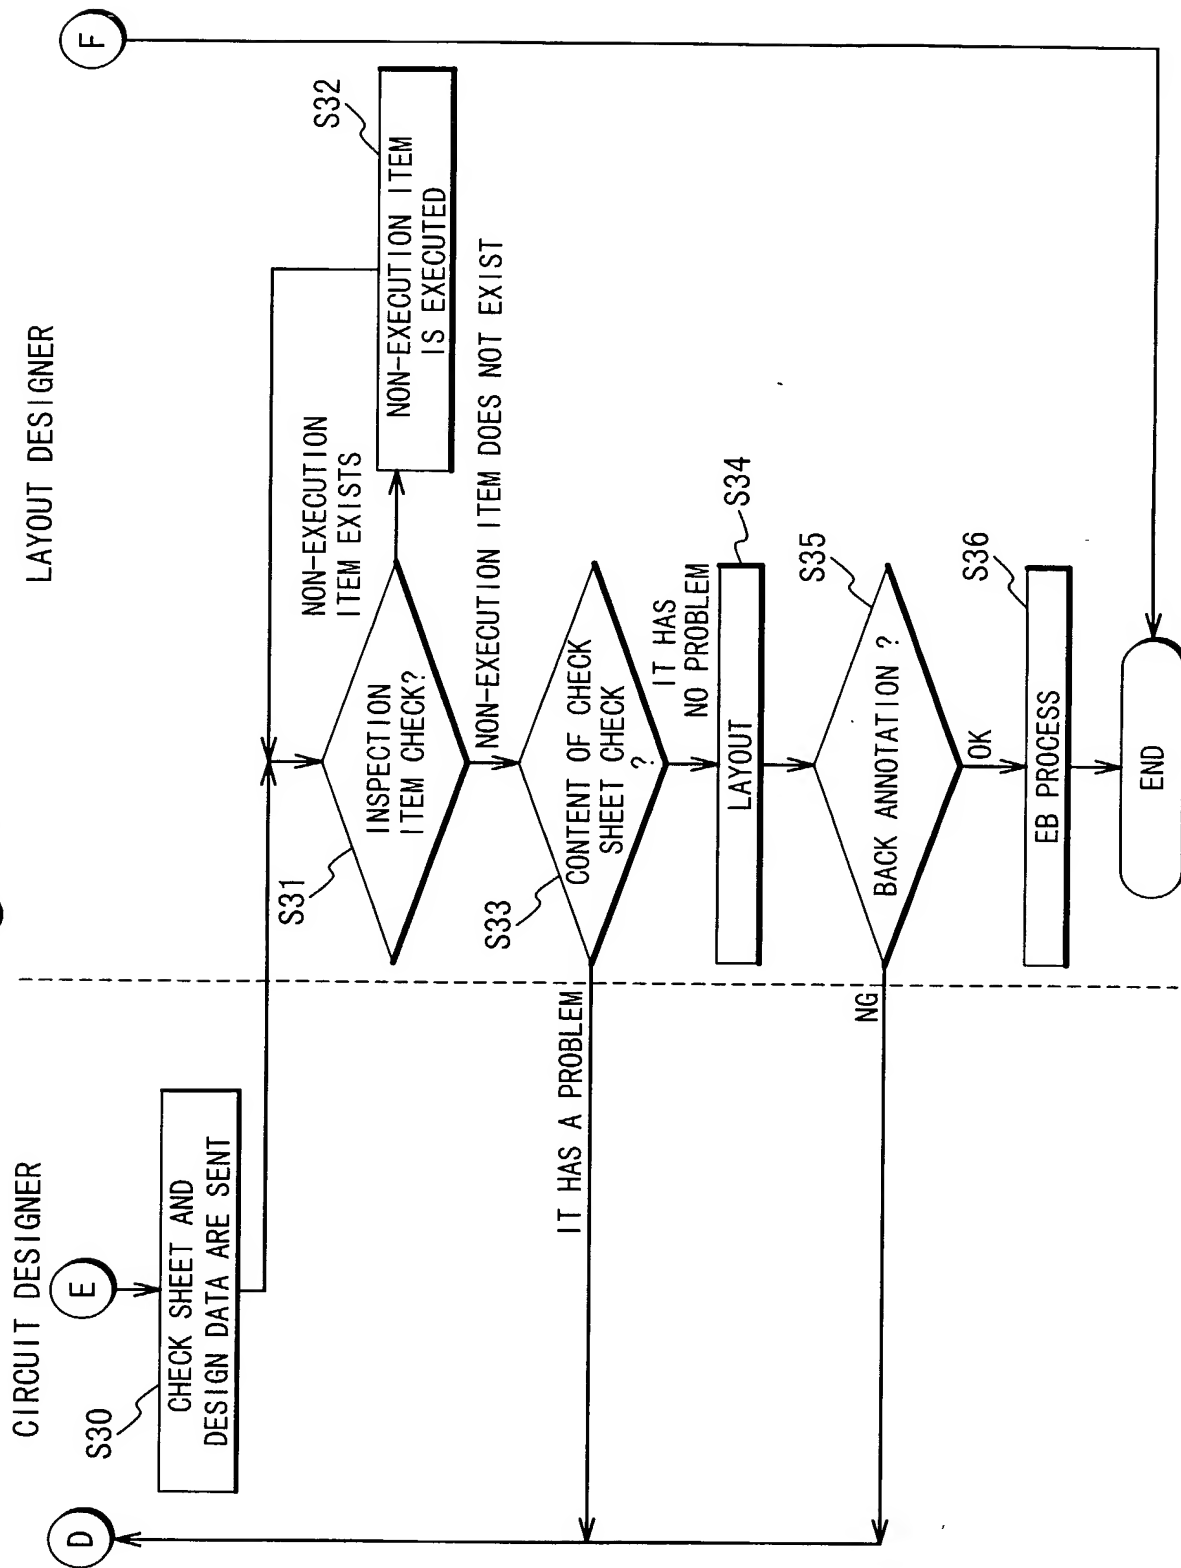 CIRCUIT DESIGNER
LAYOUT DESIGNER
D
E
F
S30
CHECK SHEET AND
DESIGN DATA ARE SENT
S31
INSPECTION
ITEM CHECK?
NON-EXECUTION
ITEM EXISTS
S32
NON-EXECUTION ITEM
IS EXECUTED
NON-EXECUTION ITEM DOES NOT EXIST
S33
CONTENT OF CHECK
SHEET CHECK
?
IT HAS A PROBLEM
IT HAS
NO PROBLEM
S34
LAYOUT
S35
BACK ANNOTATION ?
NG
OK
S36
EB PROCESS
END